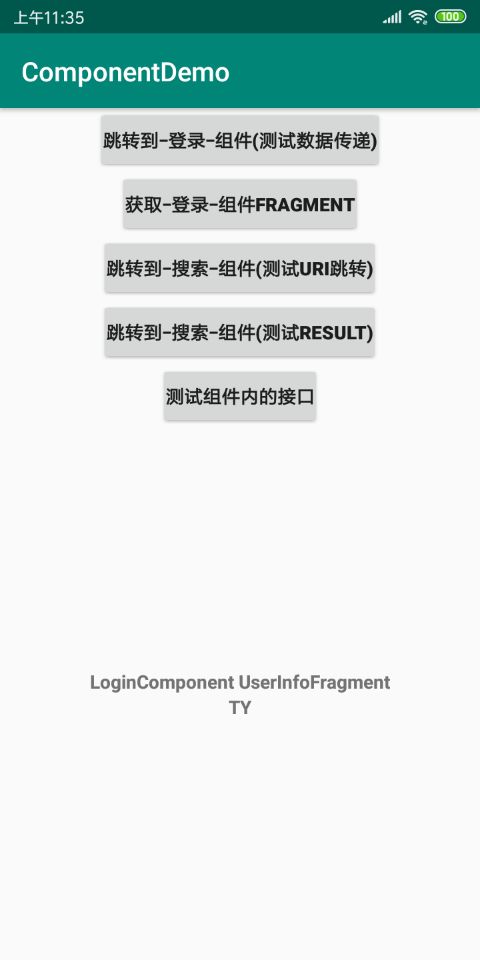 上午11:35
100
ComponentDemo
跳转到-登录-组件(测试数据传递)
获取-登录-组件FRAGMENT
跳转到-搜索-组件(测试URI跳转)
跳转到-搜索-组件(测试RESULT)
测试组件内的接口
LoginComponent UserInfoFragment
TY